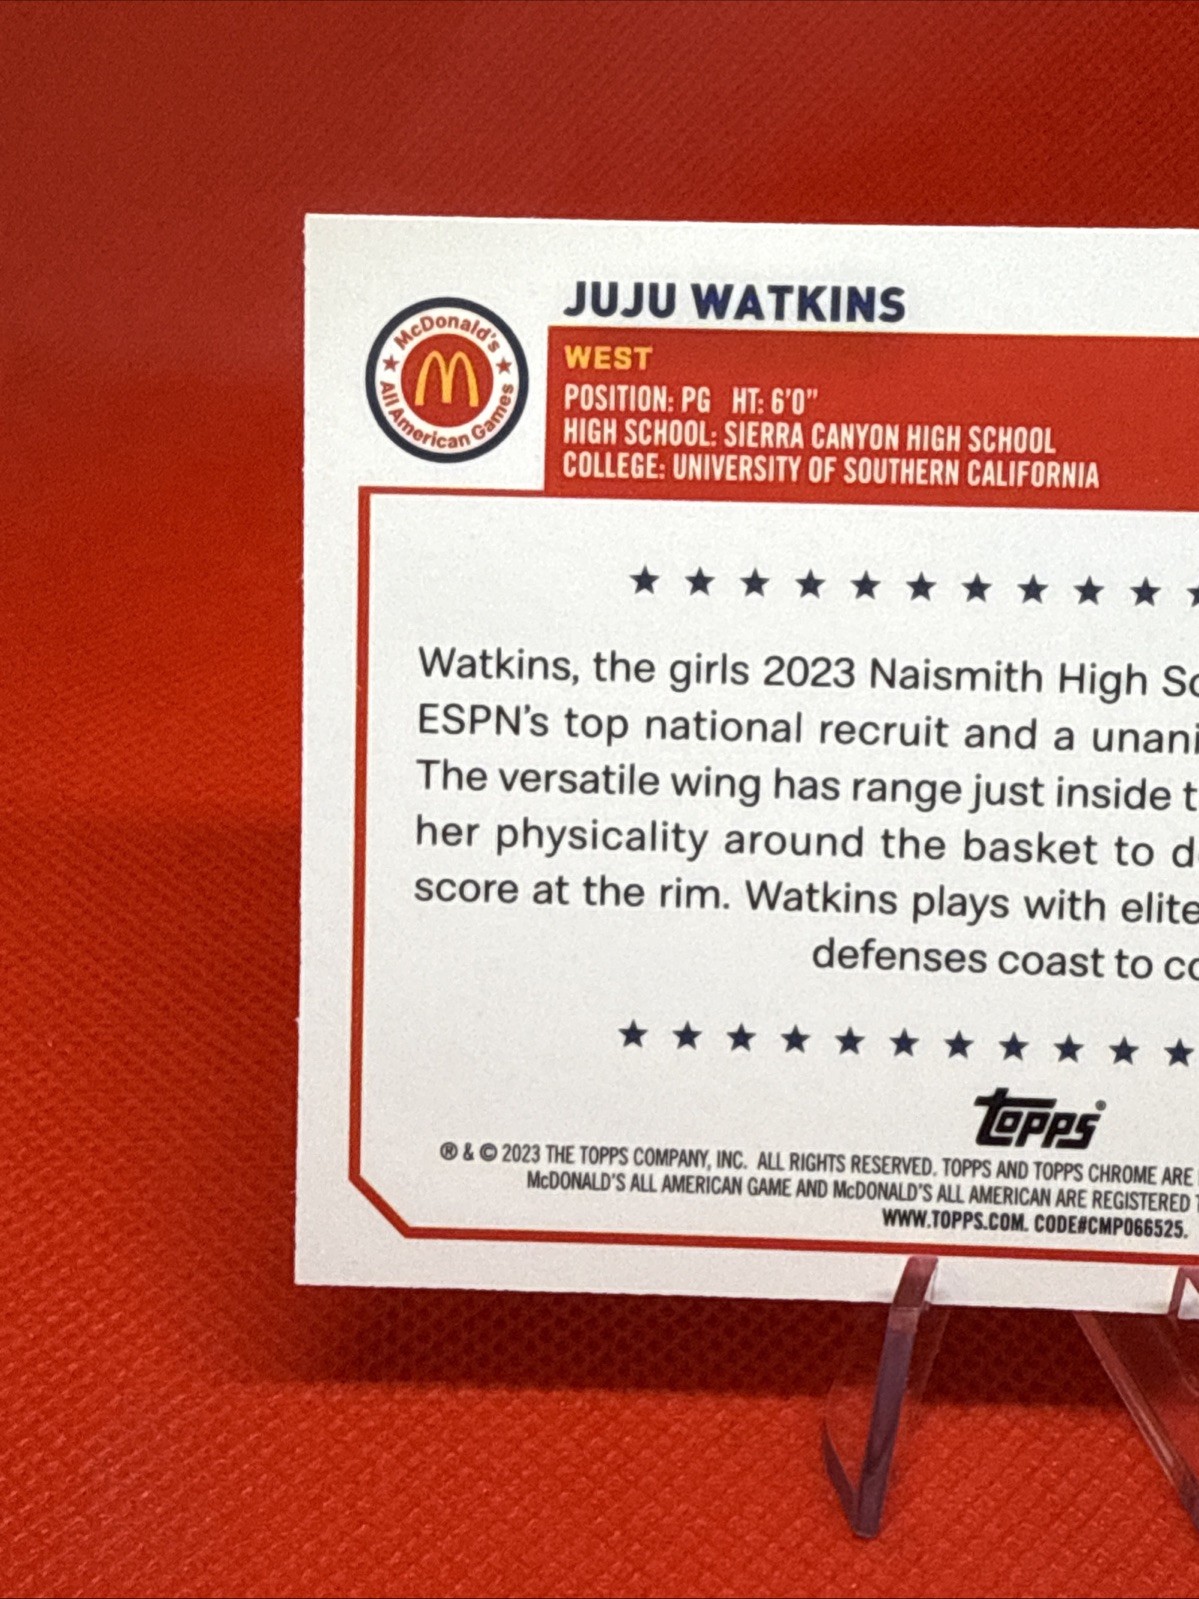 JUJU WATKINS
McDonald's
All American Games
WEST
POSITION: PG HT: 6'0"
HIGH SCHOOL: SIERRA CANYON HIGH SCHOOL
COLLEGE: UNIVERSITY OF SOUTHERN CALIFORNIA
Watkins, the girls 2023 Naismith High
ESPN's top national recruit and a
The versatile wing has range just inside
her physicality around the basket to
score at the rim. Watkins plays with elite
defenses coast to
topps®
® & © 2023 THE TOPPS COMPANY, INC. ALL RIGHTS RESERVED. TOPPS AND TOPPS CHROME ARE
McDONALD'S ALL AMERICAN GAME AND McDONALD'S ALL AMERICAN ARE REGISTERED
WWW.TOPPS.COM. CODE#CMP066525.